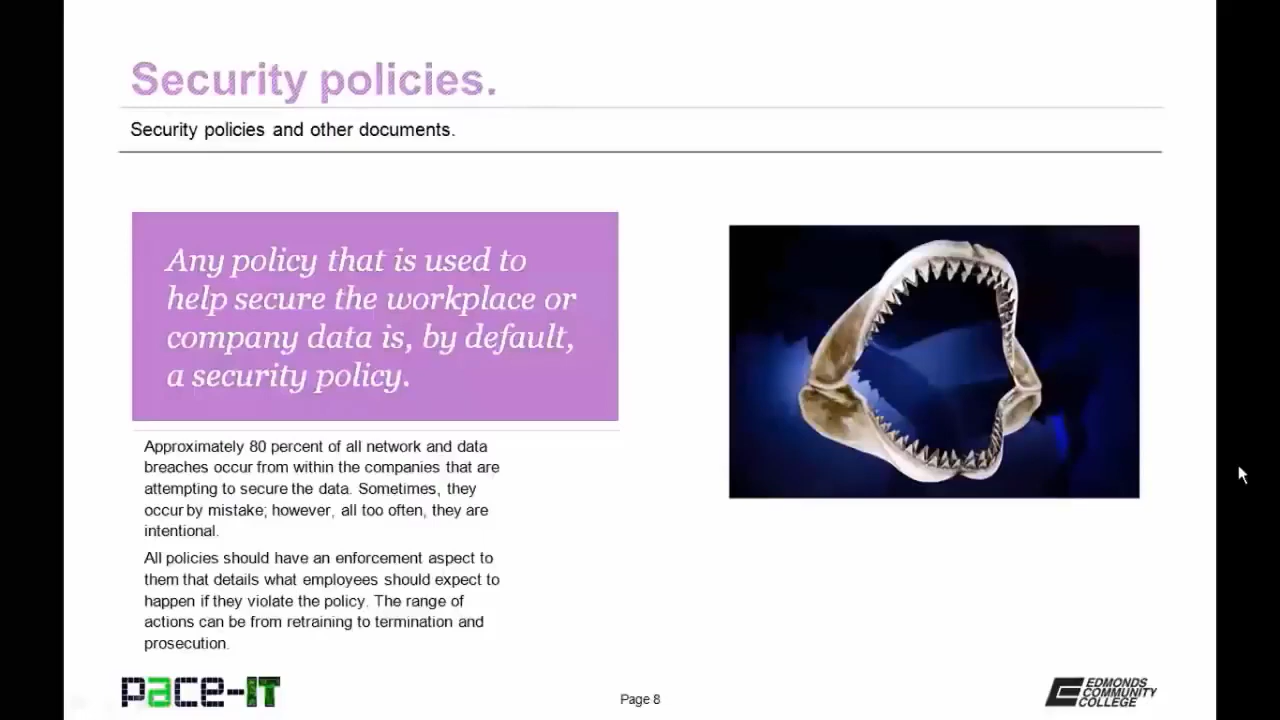 Security policies.
Security policies and other documents.
Any policy that is used to
help secure the workplace or
company data is, by default,
a security policy.
Approximately 80 percent of all network and data
breaches occur from within the companies that are
attempting to secure the data. Sometimes, they
occur by mistake; however, all too often, they are
intentional.
All policies should have an enforcement aspect to
them that details what employees should expect to
happen if they violate the policy. The range of
actions can be from retraining to termination and
prosecution.
pace-IT
Page 8
EDMONDS
COMMUNITY
COLLEGE